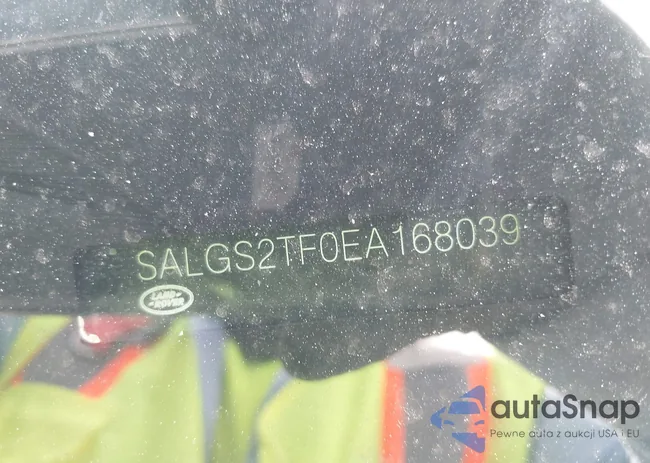 SALGS2TF0EA168039
LAND
ROVER
autaSnap
Pewne auta z aukcji USA i EU